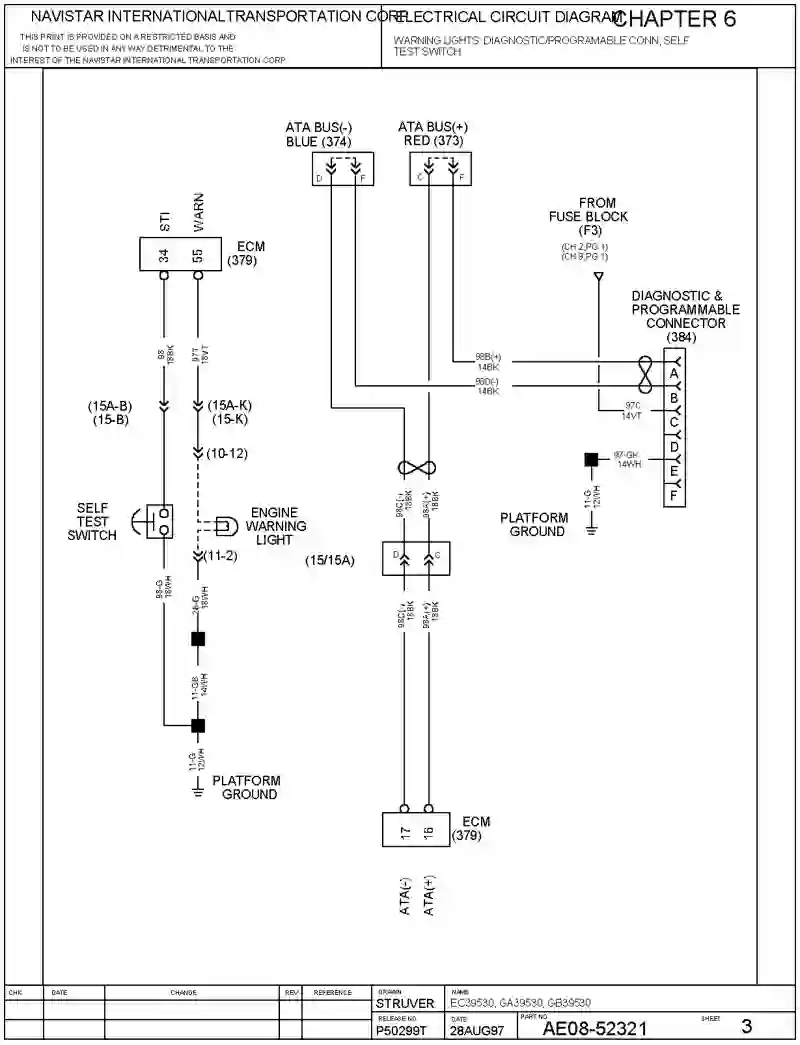 NAVISTAR INTERNATIONALTRANSPORTATION CORP
THIS PRINT IS PROVIDED ON A RESTRICTED BASIS AND
IS NOT TO BE USED IN ANY WAY DETRIMENTAL TO THE
INTEREST OF THE NAVISTAR INTERNATIONAL TRANSPORTATION CORP
ELECTRICAL CIRCUIT DIAGRAM
CHAPTER 6
WARNING LIGHTS: DIAGNOSTIC/PROGRAMABLE CONN, SELF
TEST SWITCH
ATA BUS(-)
BLUE (374)
D F
ATA BUS(+)
RED (373)
C F
STI
WARN
34
55
ECM
(379)
FROM
FUSE BLOCK
(F3)
(CH 2,PG 1)
(CH 9,PG 1)
DIAGNOSTIC &
PROGRAMMABLE
CONNECTOR
(384)
A
B
C
D
E
F
98
18BK
97T
18VT
98B(+)
14BK
98D(-)
14BK
97C
14VT
97-GK
14WH
11-G
12WH
PLATFORM
GROUND
(15A-B)
(15-B)
(15A-K)
(15-K)
(10-12)
SELF
TEST
SWITCH
ENGINE
WARNING
LIGHT
(11-2)
98C(-)
18BK
98A(+)
18BK
(15/15A)
D C
98-G
18WH
28-G
18WH
98C(-)
18BK
98A(+)
18BK
11-GB
14WH
11-G
12WH
PLATFORM
GROUND
17
16
ECM
(379)
ATA(-)
ATA(+)
CHK
DATE
CHANGE
REV
REFERENCE
DRAWN
STRUVER
NAME
EC39530, GA39530, GB39530
RELEASE NO.
P50299T
DATE
28AUG97
PART NO.
AE08-52321
SHEET
3